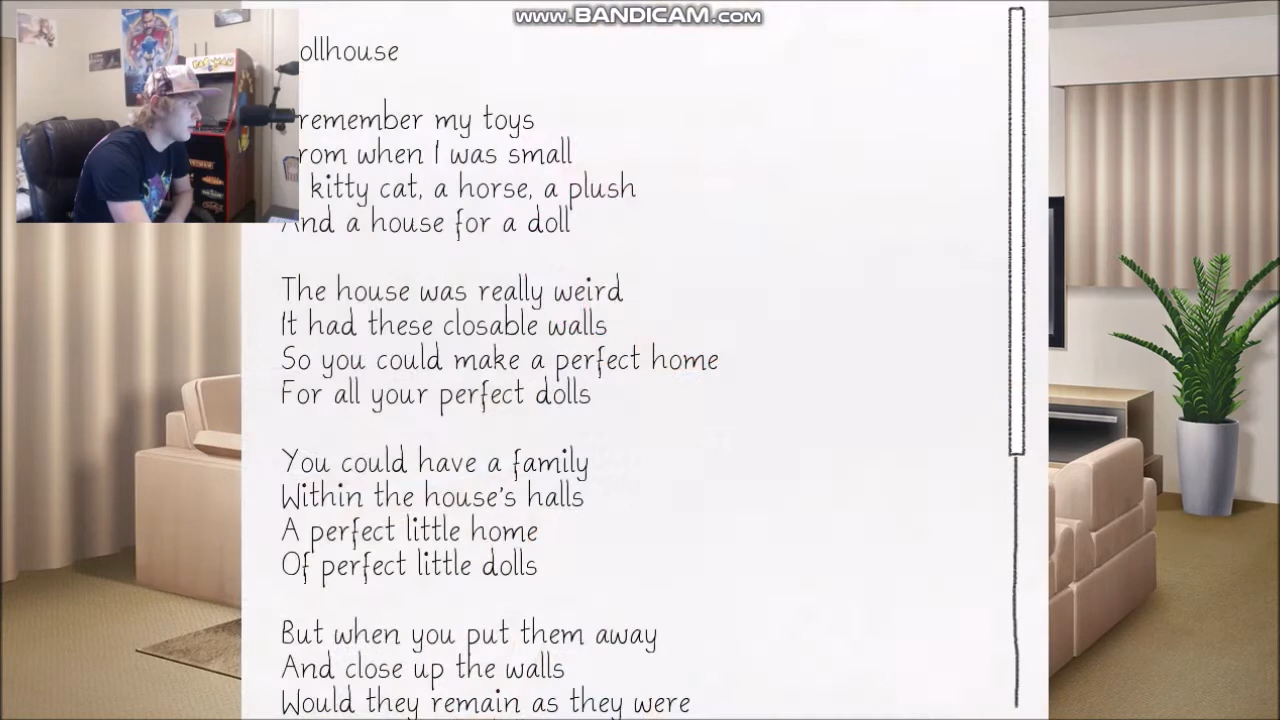 www.BANDICAM.com
ollhouse
remember my toys
rom when I was small
kitty cat, a horse, a plush
And a house for a doll
The house was really weird
It had these closable walls
So you could make a perfect home
For all your perfect dolls
You could have a family
Within the house's halls
A perfect little home
Of perfect little dolls
But when you put them away
And close up the walls
Would they remain as they were
PAC-MAN